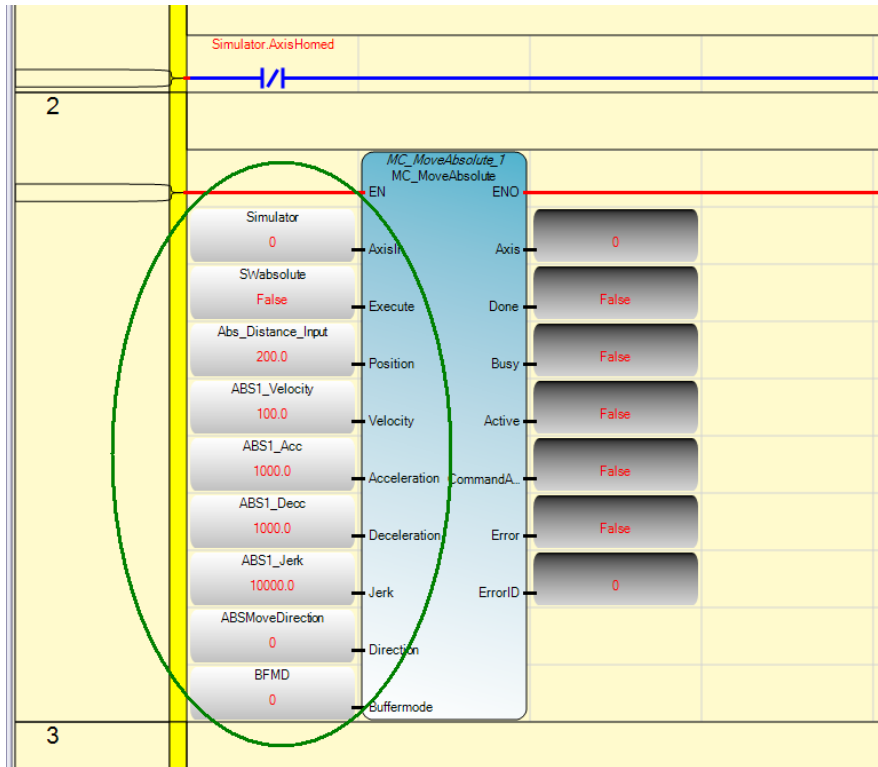 Simulator.AxisHomed
2
MC_MoveAbsolute_1
MC_MoveAbsolute
EN ENO
Simulator
0 AxisI Axis 0
SWabsolute
False Execute Done False
Abs_Distance_Input
200.0 Position Busy False
ABS1_Velocity
100.0 Velocity Active False
ABS1_Acc
1000.0 Acceleration CommandA... False
ABS1_Decc
1000.0 Deceleration Error False
ABS1_Jerk
10000.0 Jerk ErrorID 0
ABSMoveDirection
0 Direction
BFMD
0 Buffermode
3